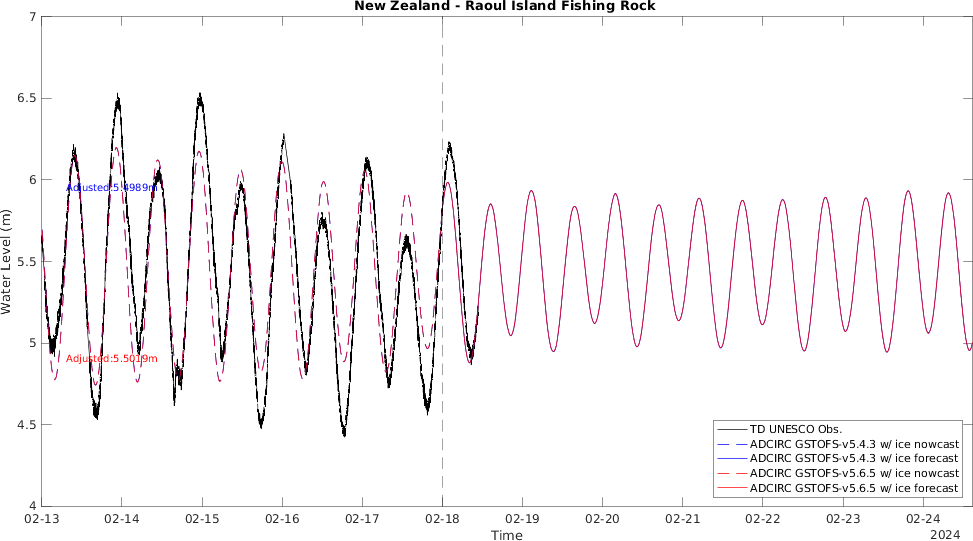 New Zealand - Raoul Island Fishing Rock
7
6.5
6
5.5
5
4.5
4
Water Level (m)
Adjusted:5.4989m
Adjusted:5.5019m
TD UNESCO Obs.
ADCIRC GSTOFS-v5.4.3 w/ ice nowcast
ADCIRC GSTOFS-v5.4.3 w/ ice forecast
ADCIRC GSTOFS-v5.6.5 w/ ice nowcast
ADCIRC GSTOFS-v5.6.5 w/ ice forecast
02-13 02-14 02-15 02-16 02-17 02-18 02-19 02-20 02-21 02-22 02-23 02-24
Time
2024